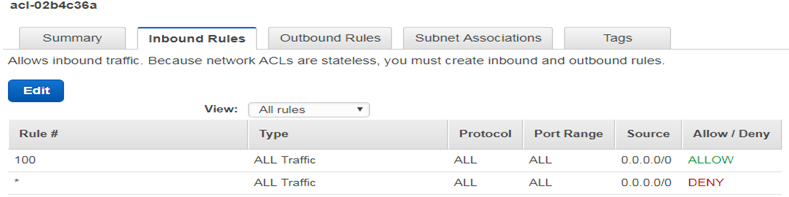 acl-02b4c36a
Summary Inbound Rules Outbound Rules Subnet Associations Tags
Allows inbound traffic. Because network ACLs are stateless, you must create inbound and outbound rules.
Edit
View: All rules
Rule # Type Protocol Port Range Source Allow / Deny
100 ALL Traffic ALL ALL 0.0.0.0/0 ALLOW
* ALL Traffic ALL ALL 0.0.0.0/0 DENY